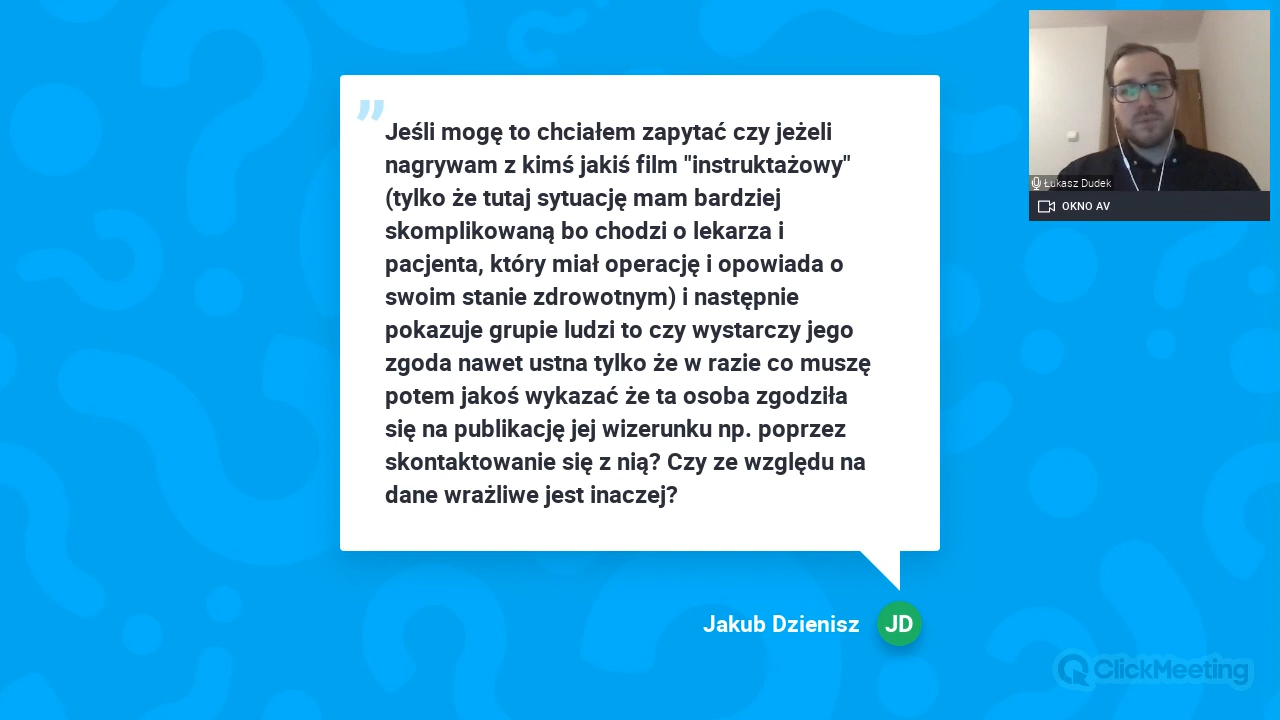 Jeśli mogę to chciałem zapytać czy jeżeli
nagrywam z kimś jakiś film "instruktażowy"
(tylko że tutaj sytuację mam bardziej
skomplikowaną bo chodzi o lekarza i
pacjenta, który miał operację i opowiada o
swoim stanie zdrowotnym) i następnie
pokazuje grupie ludzi to czy wystarczy jego
zgoda nawet ustna tylko że w razie co muszę
potem jakoś wykazać że ta osoba zgodziła
się na publikację jej wizerunku np. poprzez
skontaktowanie się z nią? Czy ze względu na
dane wrażliwe jest inaczej?
Jakub Dzienisz
JD
Łukasz Dudek
OKNO AV
ClickMeeting